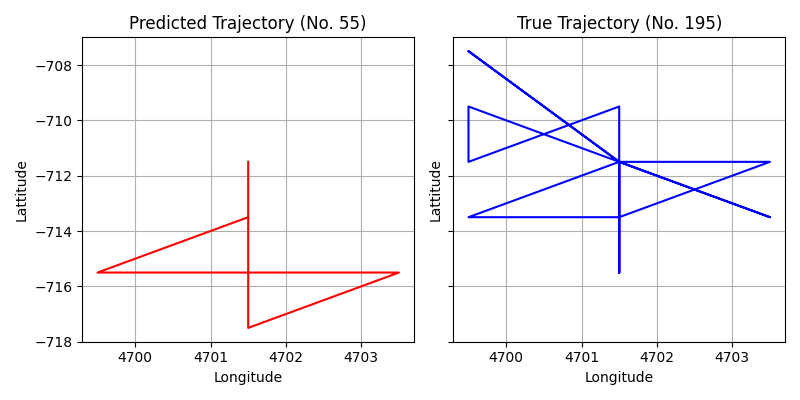 Predicted Trajectory (No. 55)
True Trajectory (No. 195)
−708
−710
−712
−714
−716
−718
Lattitude
Lattitude
4700
4701
4702
4703
4700
4701
4702
4703
Longitude
Longitude